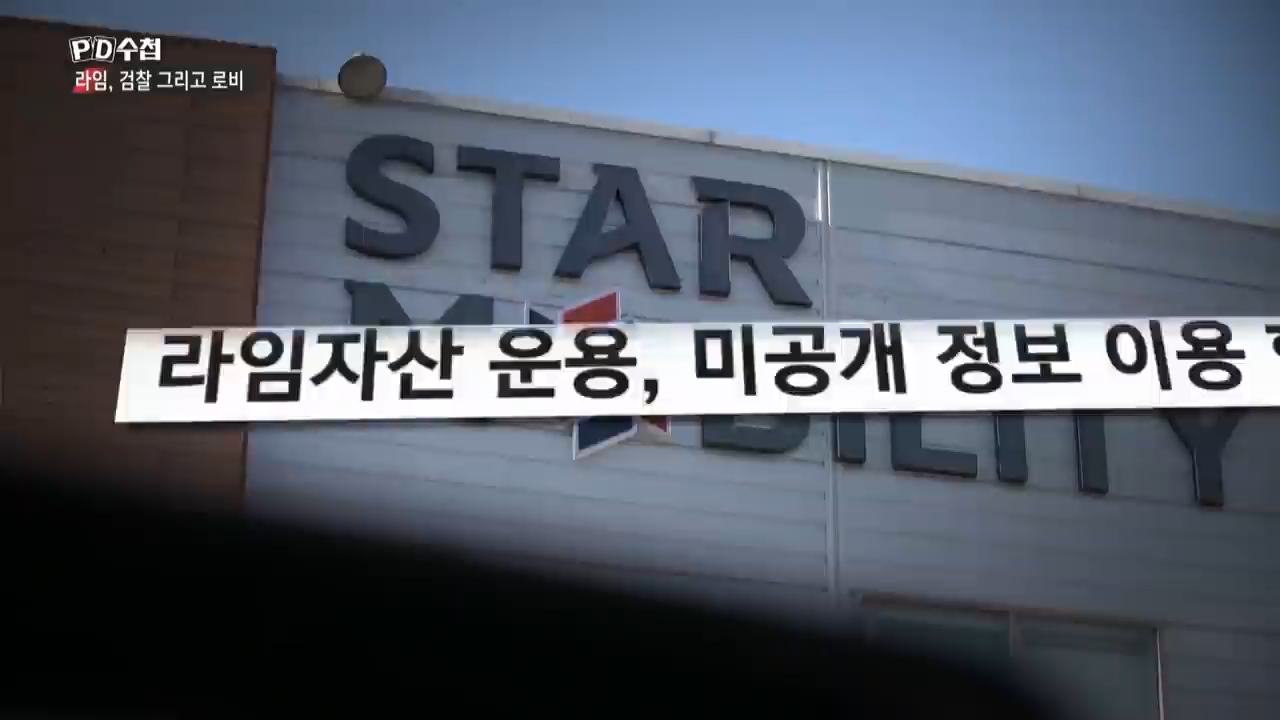 PD수첩
라임, 검찰 그리고 로비
STAR
라임자산 운용, 미공개 정보 이용